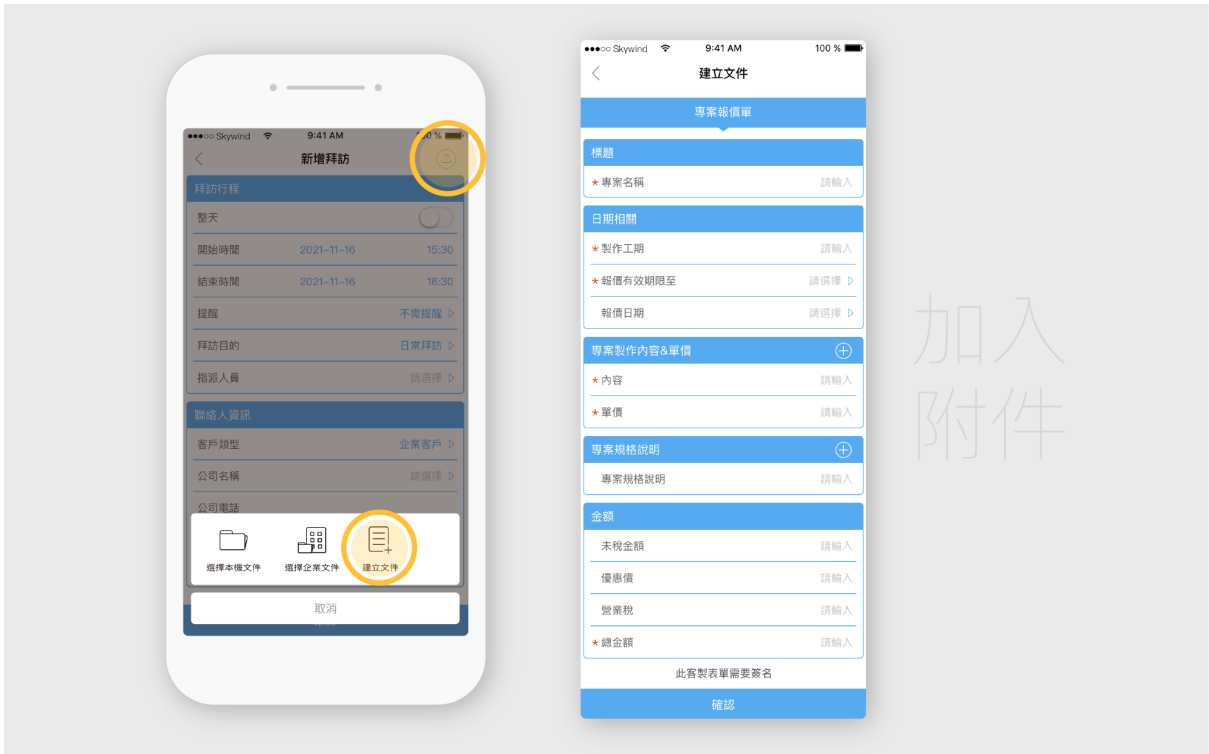 ●●●○○ Skywind 9:41 AM 100 %
新增拜訪
拜訪行程
整天
開始時間 2021–11–16 15:30
結束時間 2021–11–16 16:30
提醒 不需提醒
拜訪目的 日常拜訪
指派人員 請選擇
聯絡人資訊
客戶類型 企業客戶
公司名稱 請選擇
公司電話
選擇本機文件 選擇企業文件 建立文件
取消
●●●○○ Skywind 9:41 AM 100 %
建立文件
專案報價單
標題
*專案名稱 請輸入
日期相關
*製作工期 請輸入
*報價有效期限至 請選擇
報價日期 請選擇
專案製作內容&單價
*內容 請輸入
*單價 請輸入
專案規格說明
專案規格說明 請輸入
金額
未稅金額 請輸入
優惠價 請輸入
營業稅 請輸入
*總金額 請輸入
此客製表單需要簽名
確認
加入
附件